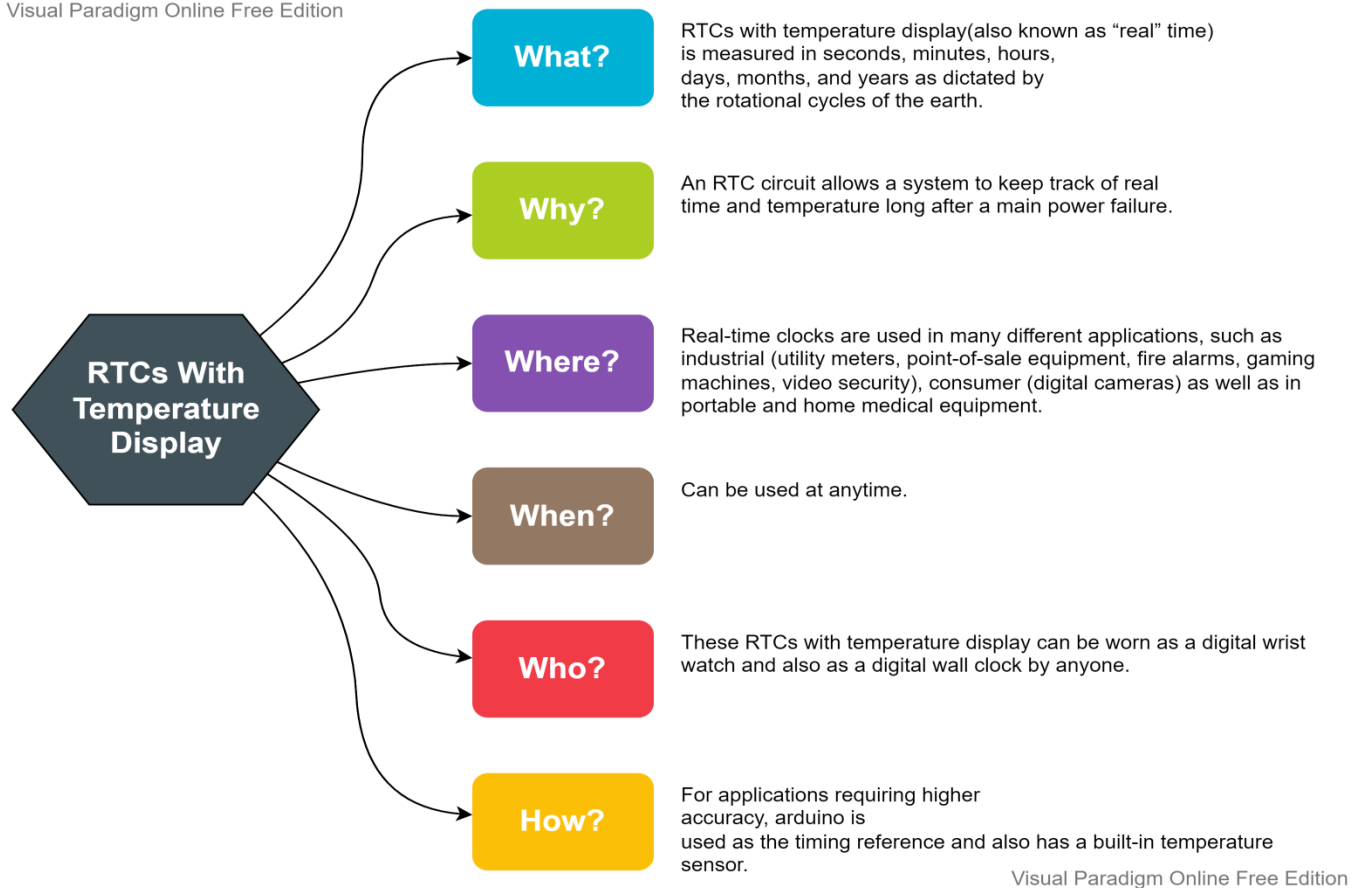 Visual Paradigm Online Free Edition
What?
RTCs with temperature display(also known as “real” time)
is measured in seconds, minutes, hours,
days, months, and years as dictated by
the rotational cycles of the earth.
Why?
An RTC circuit allows a system to keep track of real
time and temperature long after a main power failure.
RTCs With
Temperature
Display
Where?
Real-time clocks are used in many different applications, such as
industrial (utility meters, point-of-sale equipment, fire alarms, gaming
machines, video security), consumer (digital cameras) as well as in
portable and home medical equipment.
When?
Can be used at anytime.
Who?
These RTCs with temperature display can be worn as a digital wrist
watch and also as a digital wall clock by anyone.
How?
For applications requiring higher
accuracy, arduino is
used as the timing reference and also has a built-in temperature
sensor.
Visual Paradigm Online Free Edition